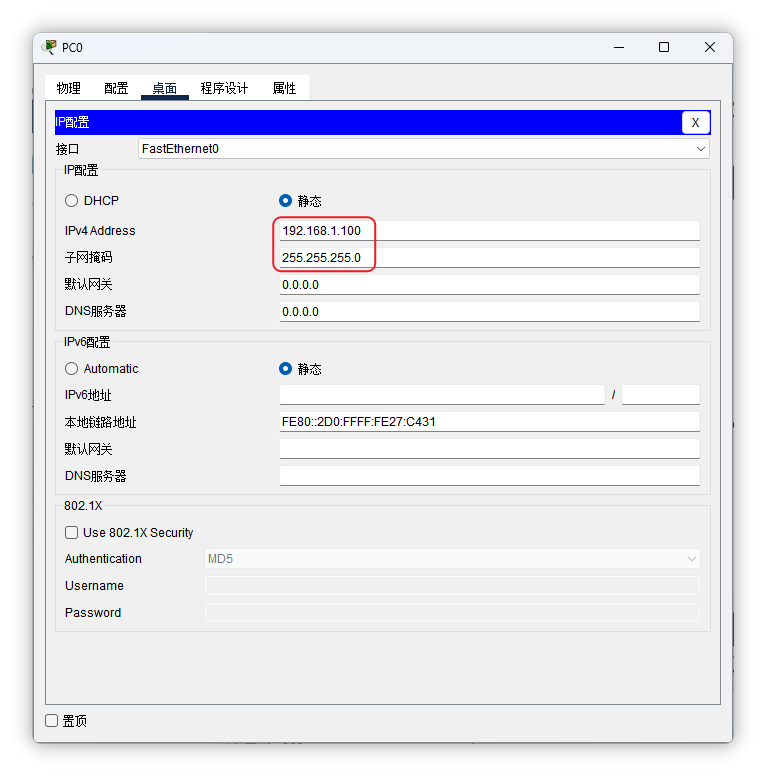 PC0
物理 配置 桌面 程序设计 属性
IP配置 X
接口 FastEthernet0
IP配置
DHCP 静态
IPv4 Address 192.168.1.100
子网掩码 255.255.255.0
默认网关 0.0.0.0
DNS服务器 0.0.0.0
IPv6配置
Automatic 静态
IPv6地址 /
本地链路地址 FE80::2D0:FFFF:FE27:C431
默认网关
DNS服务器
802.1X
Use 802.1X Security
Authentication MD5
Username
Password
置顶